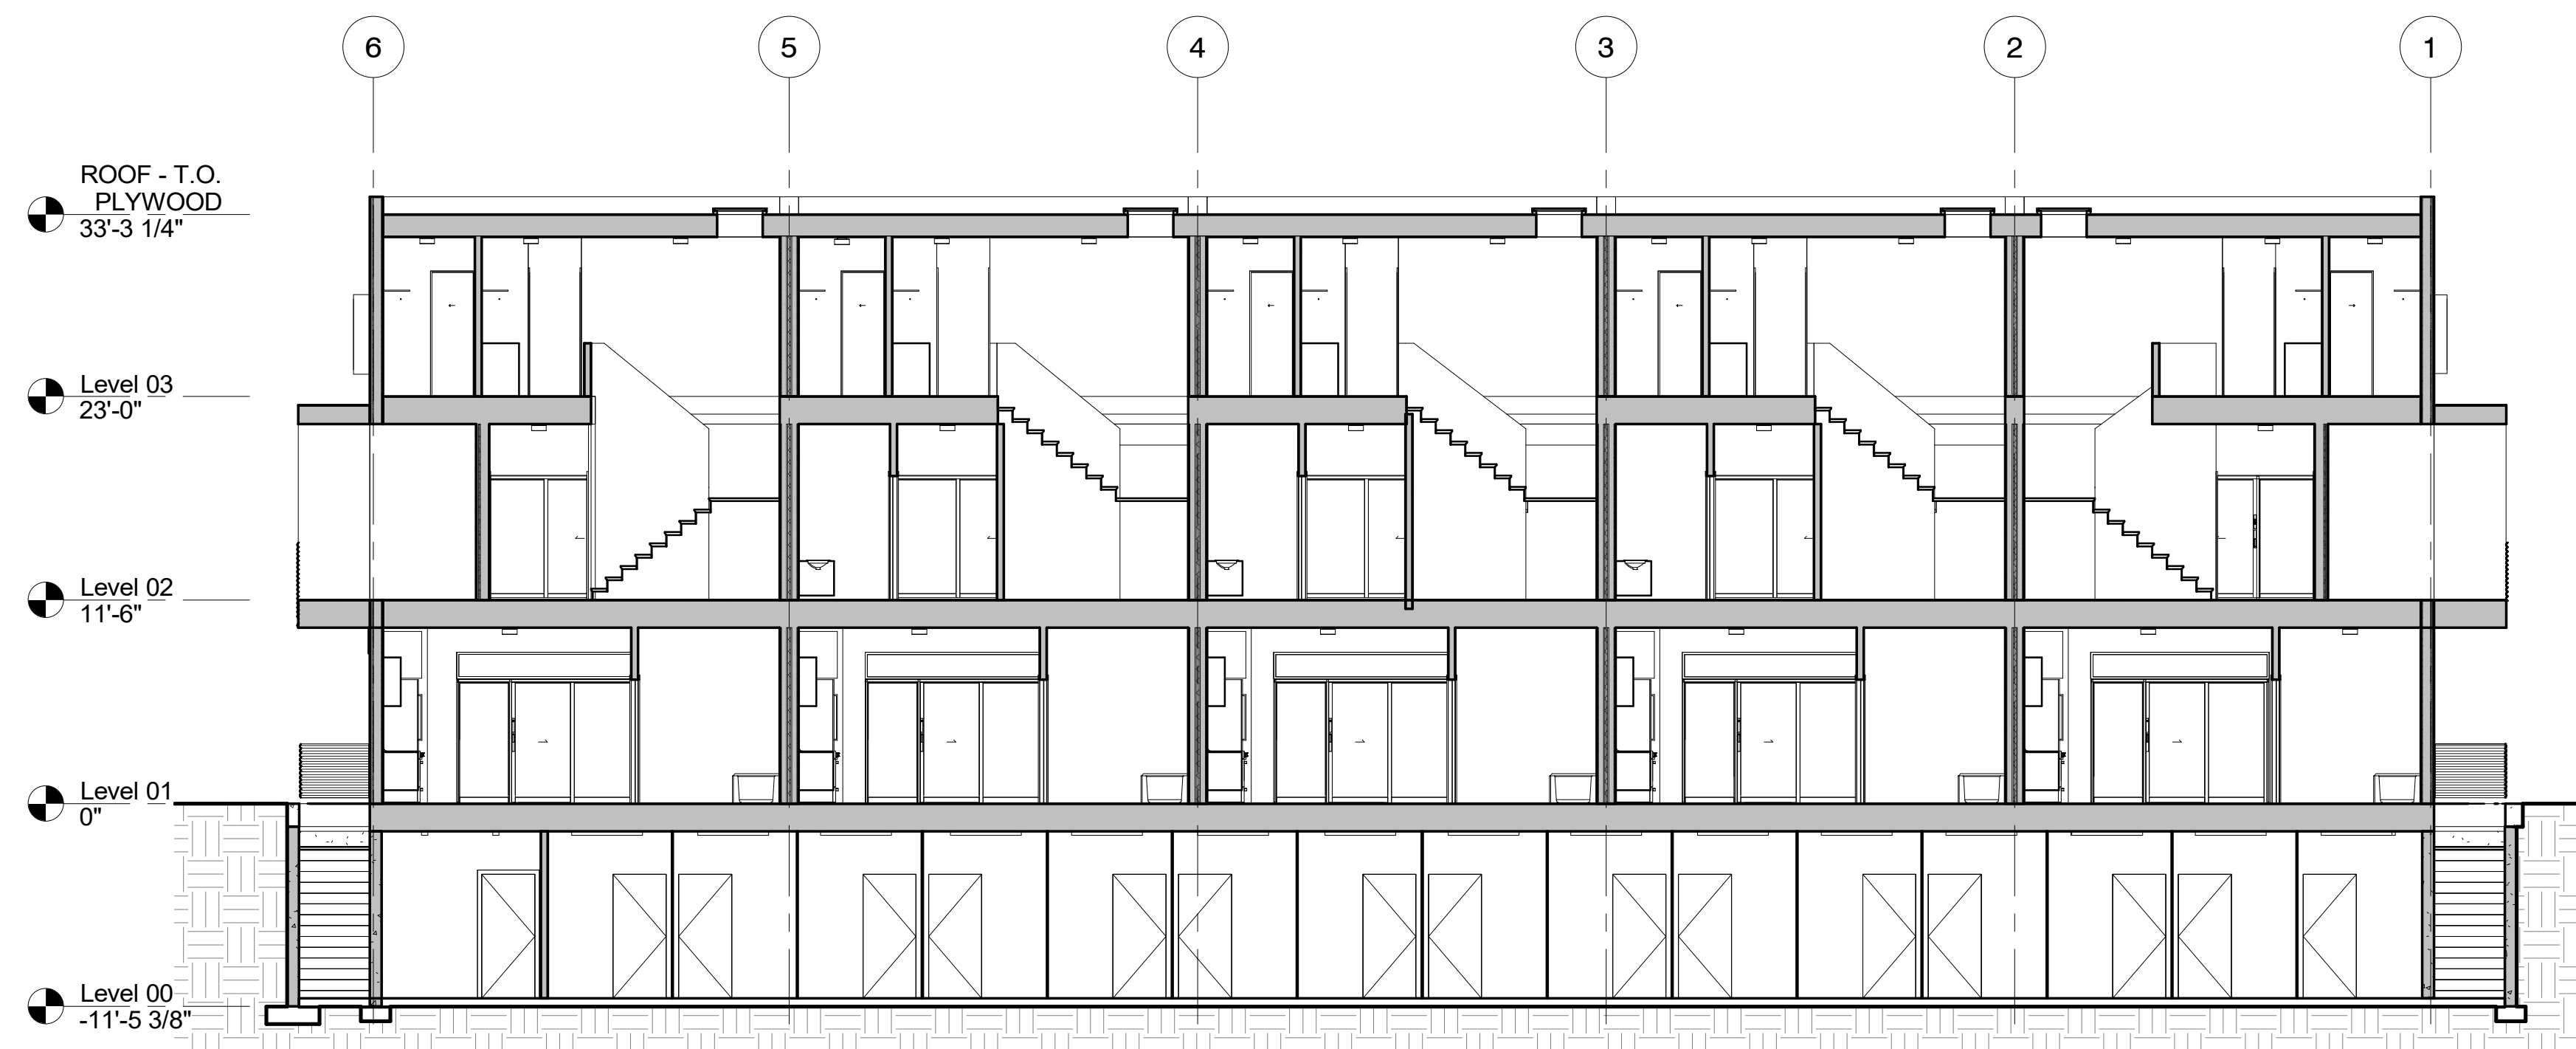 6 5 4 3 2 1
ROOF - T.O.
PLYWOOD
33'-3 1/4"
Level 03
23'-0"
Level 02
11'-6"
Level 01
0"
Level 00
-11'-5 3/8"